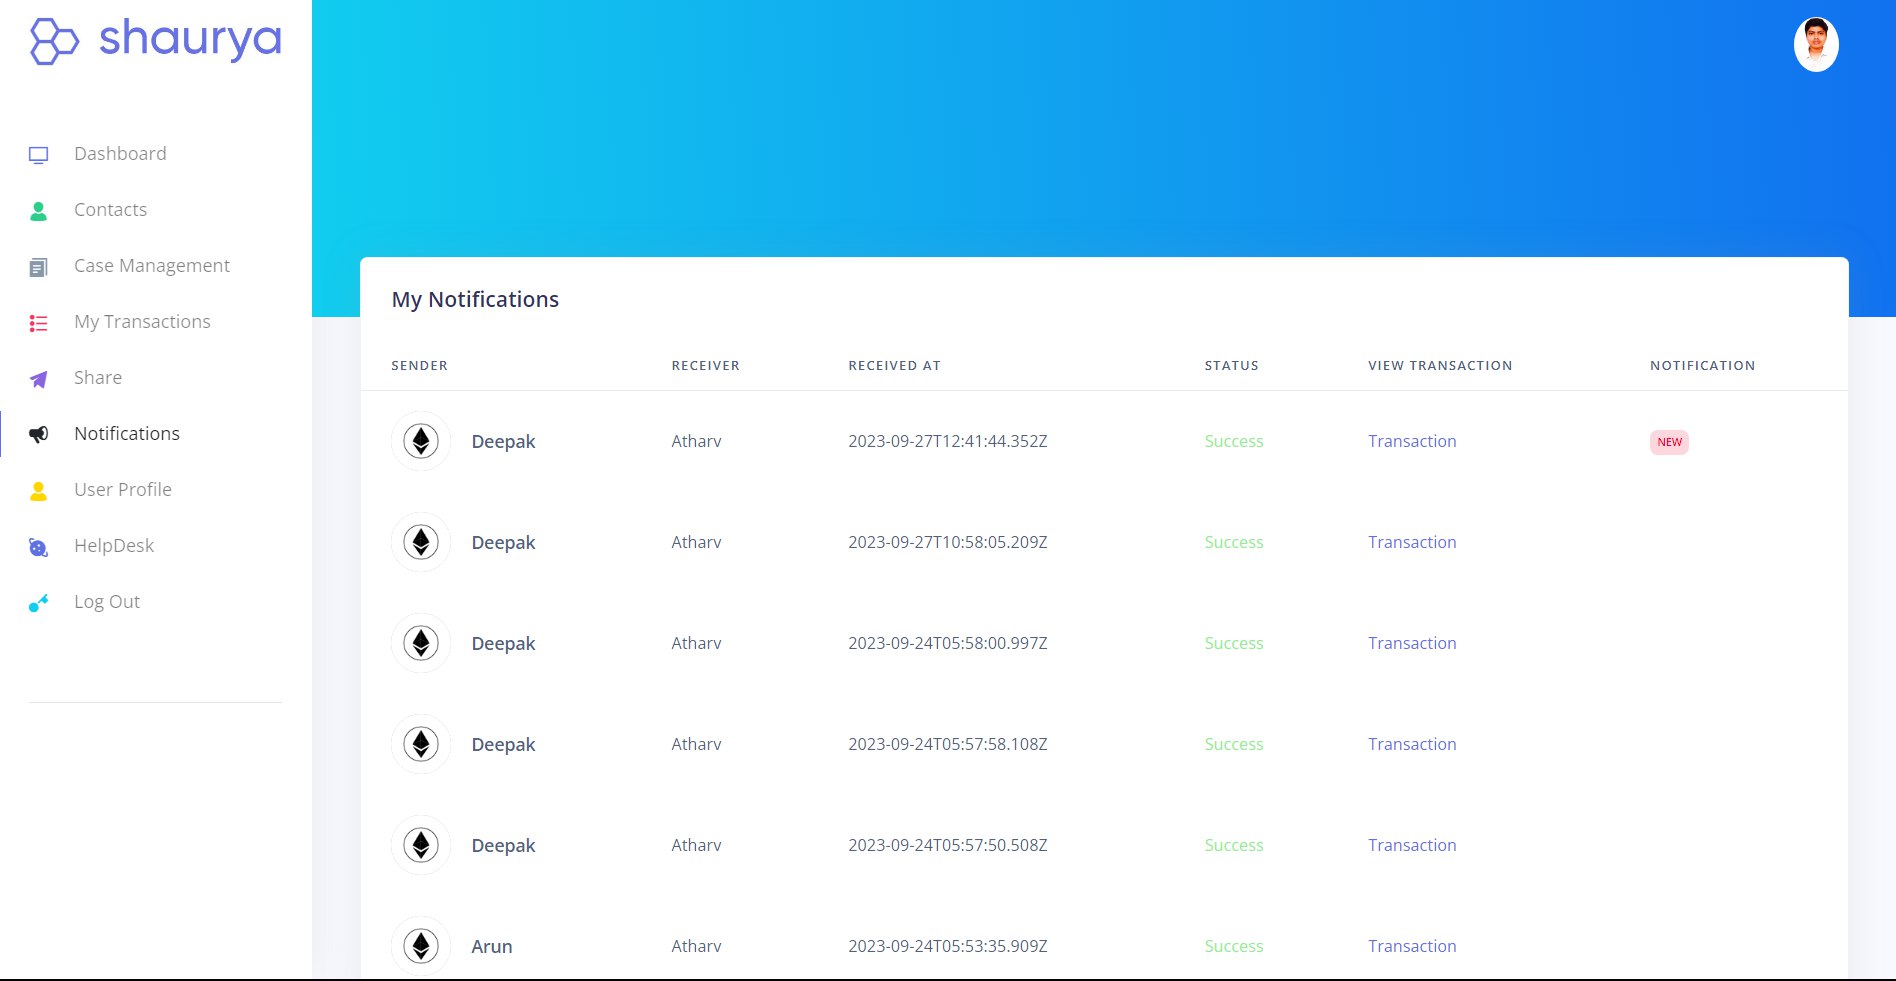 shaurya
Dashboard
Contacts
Case Management
My Transactions
Share
Notifications
User Profile
HelpDesk
Log Out
My Notifications
SENDER RECEIVER RECEIVED AT STATUS VIEW TRANSACTION NOTIFICATION
Deepak Atharv 2023-09-27T12:41:44.352Z Success Transaction NEW
Deepak Atharv 2023-09-27T10:58:05.209Z Success Transaction
Deepak Atharv 2023-09-24T05:58:00.997Z Success Transaction
Deepak Atharv 2023-09-24T05:57:58.108Z Success Transaction
Deepak Atharv 2023-09-24T05:57:50.508Z Success Transaction
Arun Atharv 2023-09-24T05:53:35.909Z Success Transaction